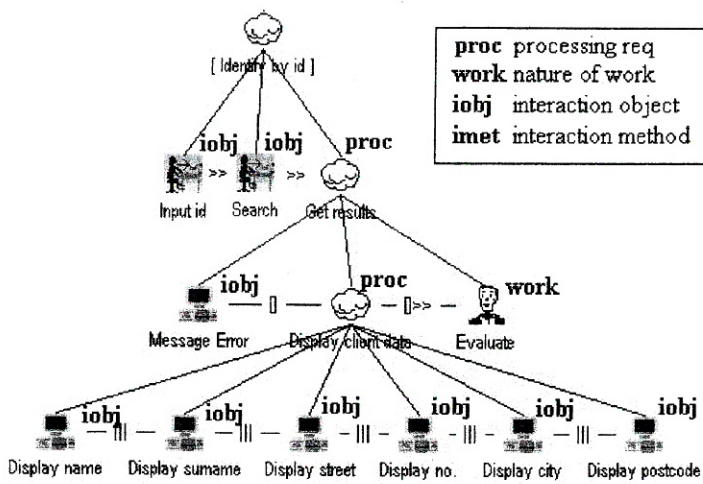 [ Identify by id ]
proc processing req
work nature of work
iobj interaction object
imet interaction method
iobj iobj proc
>> >>
Input id Search Get results
iobj proc work
[] []>>
Message Error Display client data Evaluate
iobj iobj iobj iobj iobj iobj
||| ||| ||| ||| |||
Display name Display surname Display street Display no. Display city Display postcode